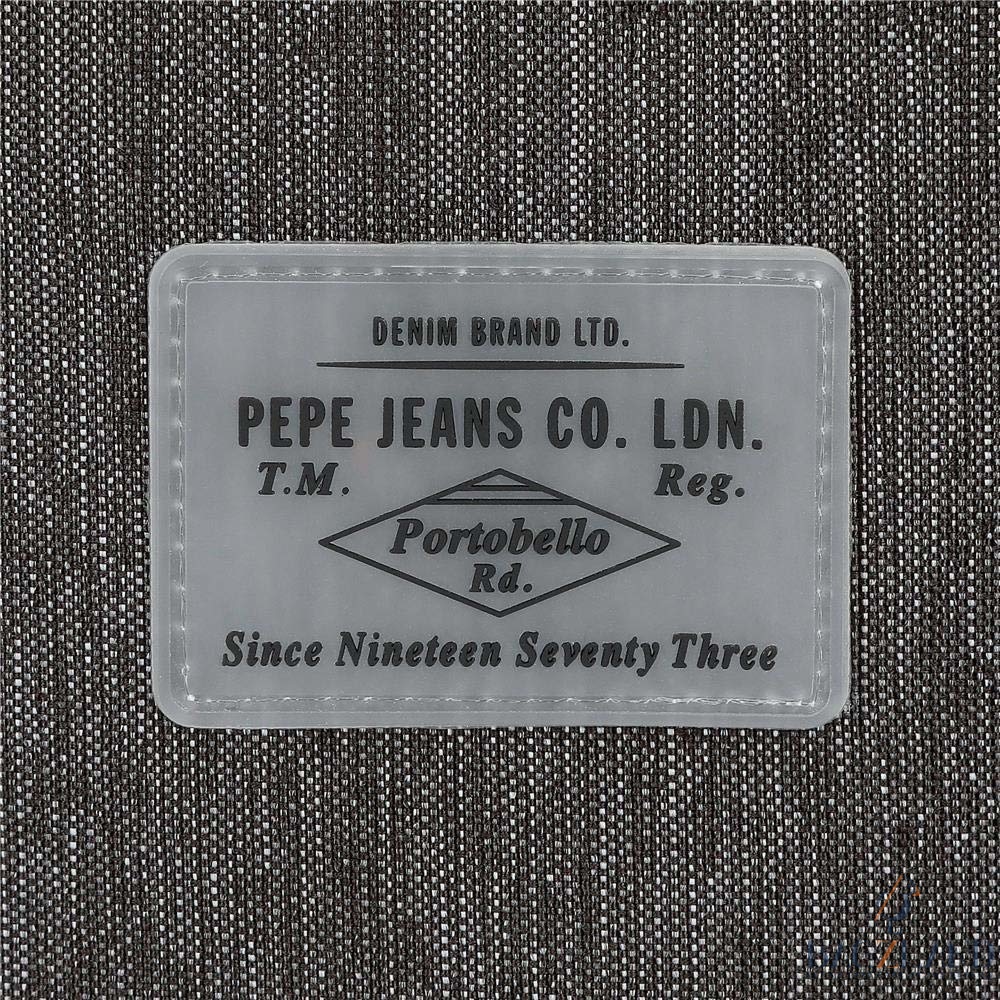 DENIM BRAND LTD.
PEPE JEANS CO. LDN.
T.M. Reg.
Portobello
Rd.
Since Nineteen Seventy Three